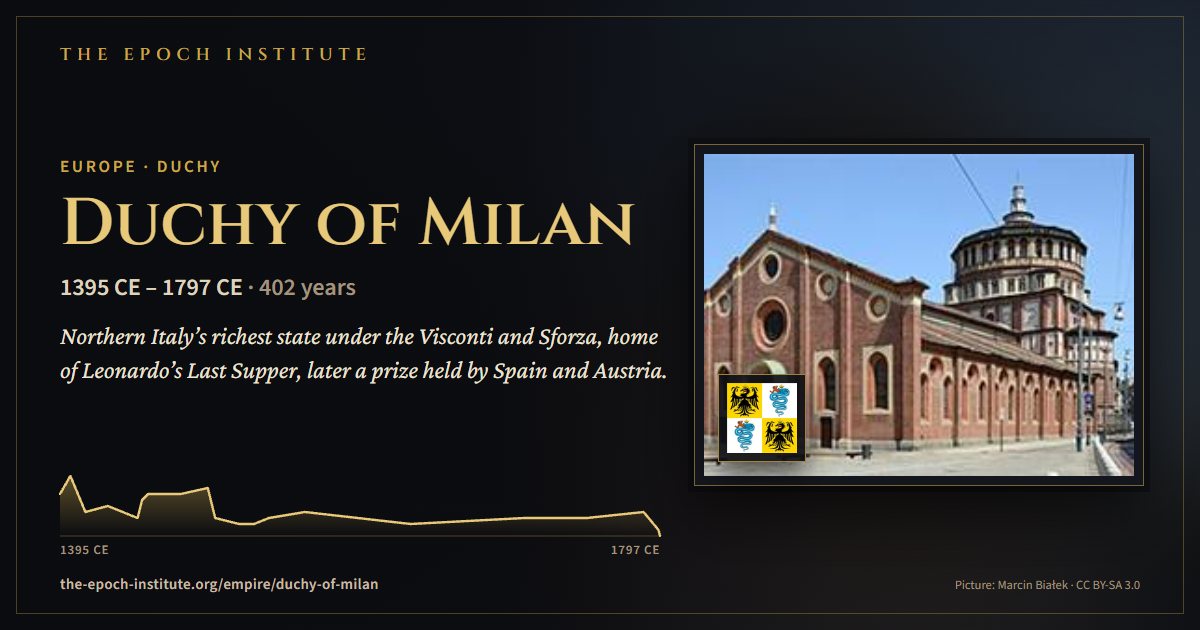 THE EPOCH INSTITUTE
EUROPE · DUCHY
DUCHY OF MILAN
1395 CE – 1797 CE · 402 years
Northern Italy’s richest state under the Visconti and Sforza, home
of Leonardo’s Last Supper, later a prize held by Spain and Austria.
1395 CE
1797 CE
the-epoch-institute.org/empire/duchy-of-milan
Picture: Marcin Białek · CC BY-SA 3.0